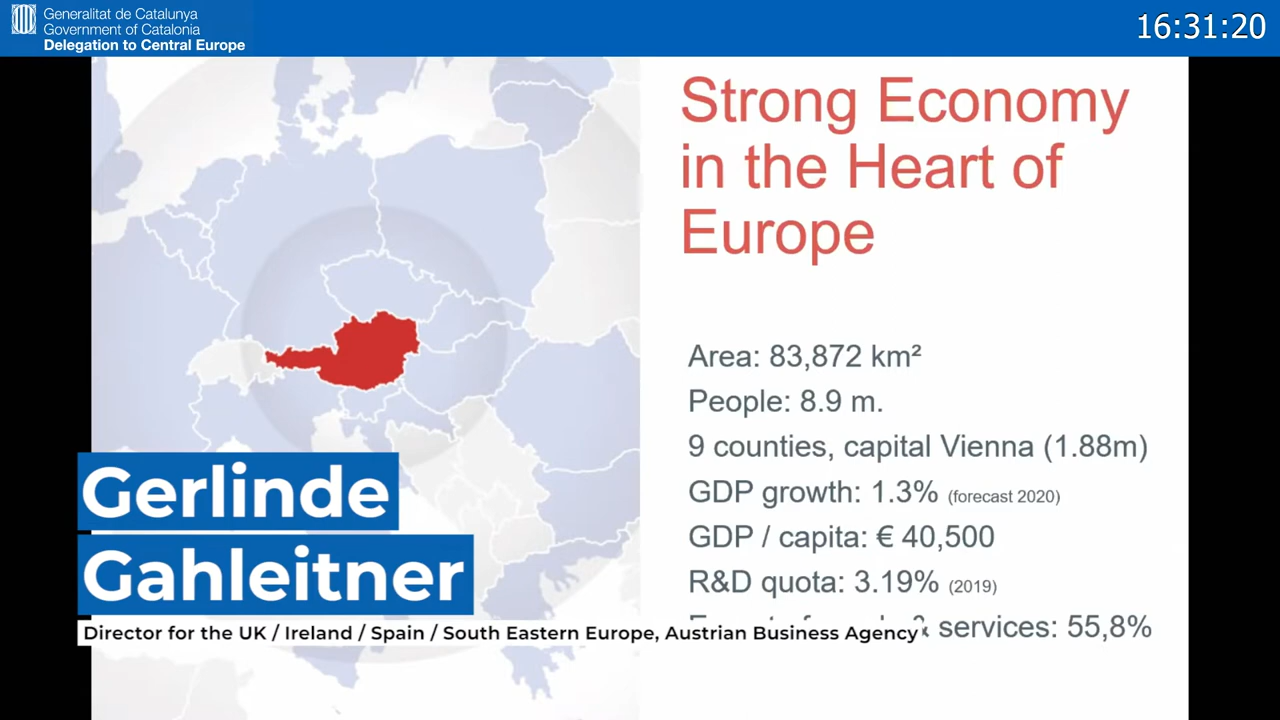 Generalitat de Catalunya
Government of Catalonia
Delegation to Central Europe
16:31:20
Strong Economy
in the Heart of
Europe
Area: 83,872 km²
People: 8.9 m.
9 counties, capital Vienna (1.88m)
GDP growth: 1.3% (forecast 2020)
GDP / capita: € 40,500
R&D quota: 3.19% (2019)
& services: 55,8%
Gerlinde
Gahleitner
Director for the UK / Ireland / Spain / South Eastern Europe, Austrian Business Agency